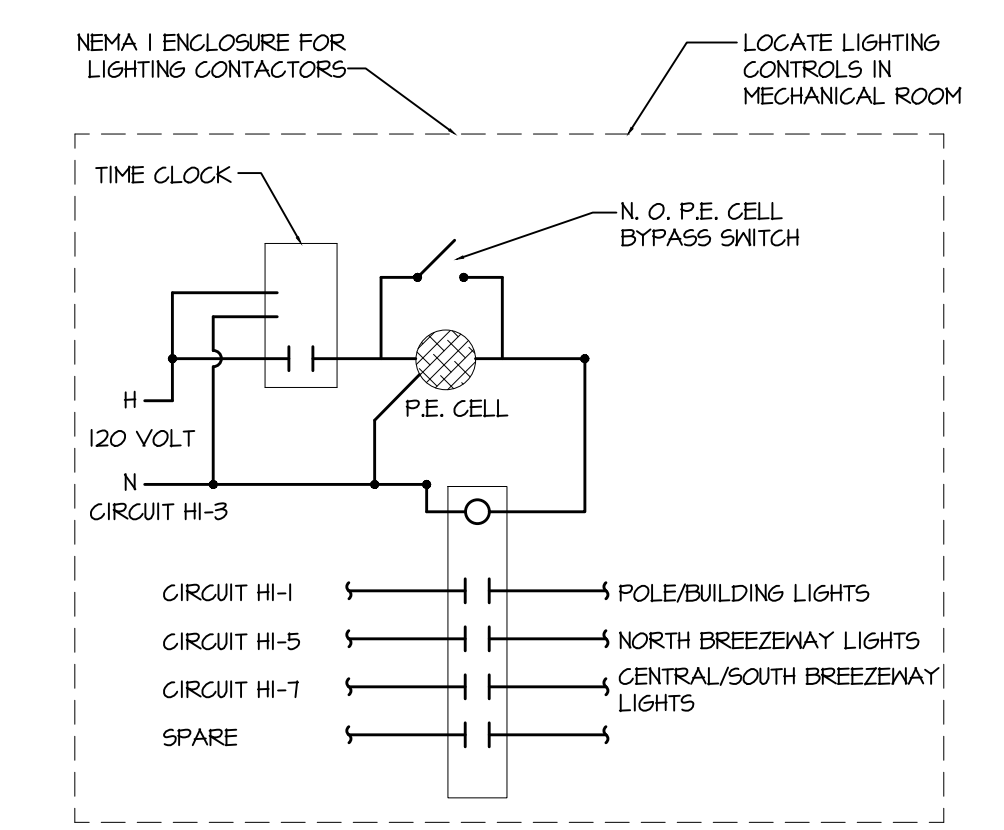 NEMA 1 ENCLOSURE FOR
LIGHTING CONTACTORS
LOCATE LIGHTING
CONTROLS IN
MECHANICAL ROOM
TIME CLOCK
N. O. P.E. CELL
BYPASS SWITCH
H
P.E. CELL
120 VOLT
N
CIRCUIT H1-3
CIRCUIT H1-1
POLE/BUILDING LIGHTS
CIRCUIT H1-5
NORTH BREEZEWAY LIGHTS
CIRCUIT H1-7
CENTRAL/SOUTH BREEZEWAY
LIGHTS
SPARE